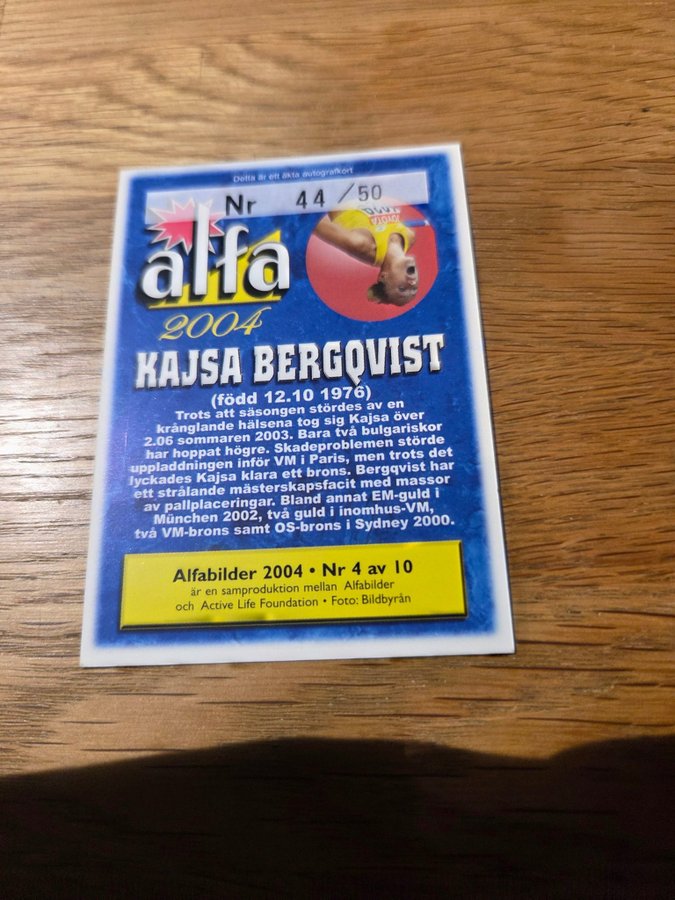 Detta är ett äkta autografkort
Nr 44/50
alfa
2004
KAJSA BERGQVIST
(född 12.10 1976)
Trots att säsongen stördes av en
krånglande hälsena tog sig Kajsa över
2.06 sommaren 2003. Bara två bulgariskor
har hoppat högre. Skadeproblemen störde
uppladdningen inför VM i Paris, men trots det
lyckades Kajsa klara ett brons. Bergqvist har
ett strålande mästerskapsfacit med massor
av pallplaceringar. Bland annat EM-guld i
München 2002, två guld i inomhus-VM,
två VM-brons samt OS-brons i Sydney 2000.
Alfabilder 2004 • Nr 4 av 10
är en samproduktion mellan Alfabilder
och Active Life Foundation • Foto: Bildbyrån